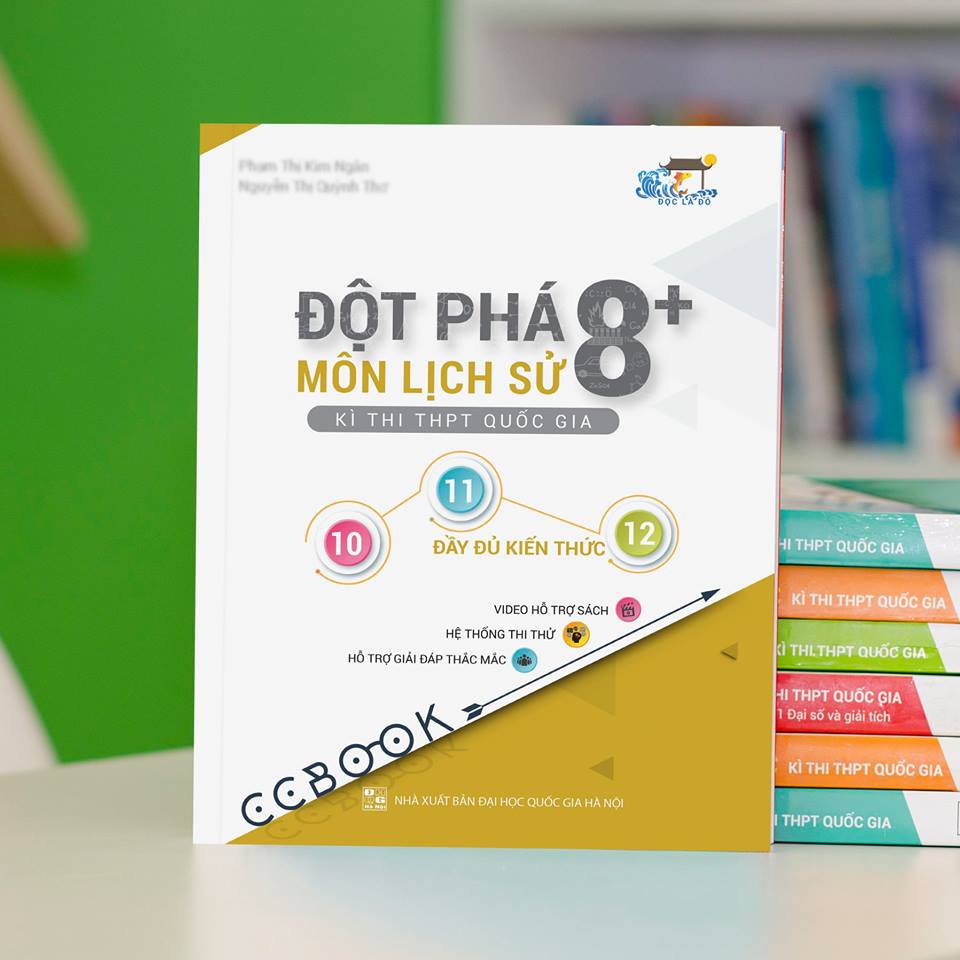 Phạm Thị Kim Ngân
Nguyễn Thị Quỳnh Thơ
ĐỌC LÀ ĐỖ
ĐỘT PHÁ 8+
MÔN LỊCH SỬ
KÌ THI THPT QUỐC GIA
10
11
12
ĐẦY ĐỦ KIẾN THỨC
VIDEO HỖ TRỢ SÁCH
HỆ THỐNG THI THỬ
HỖ TRỢ GIẢI ĐÁP THẮC MẮC
CCBOOK
NHÀ XUẤT BẢN ĐẠI HỌC QUỐC GIA HÀ NỘI
HI THPT QUỐC GIA
KÌ THI THPT QUỐC GIA
KÌ THI THPT QUỐC GIA
HI THPT QUỐC GIA
1 Đại số và giải tích
KÌ THI THPT QUỐC GIA
THI THPT QUỐC GIA